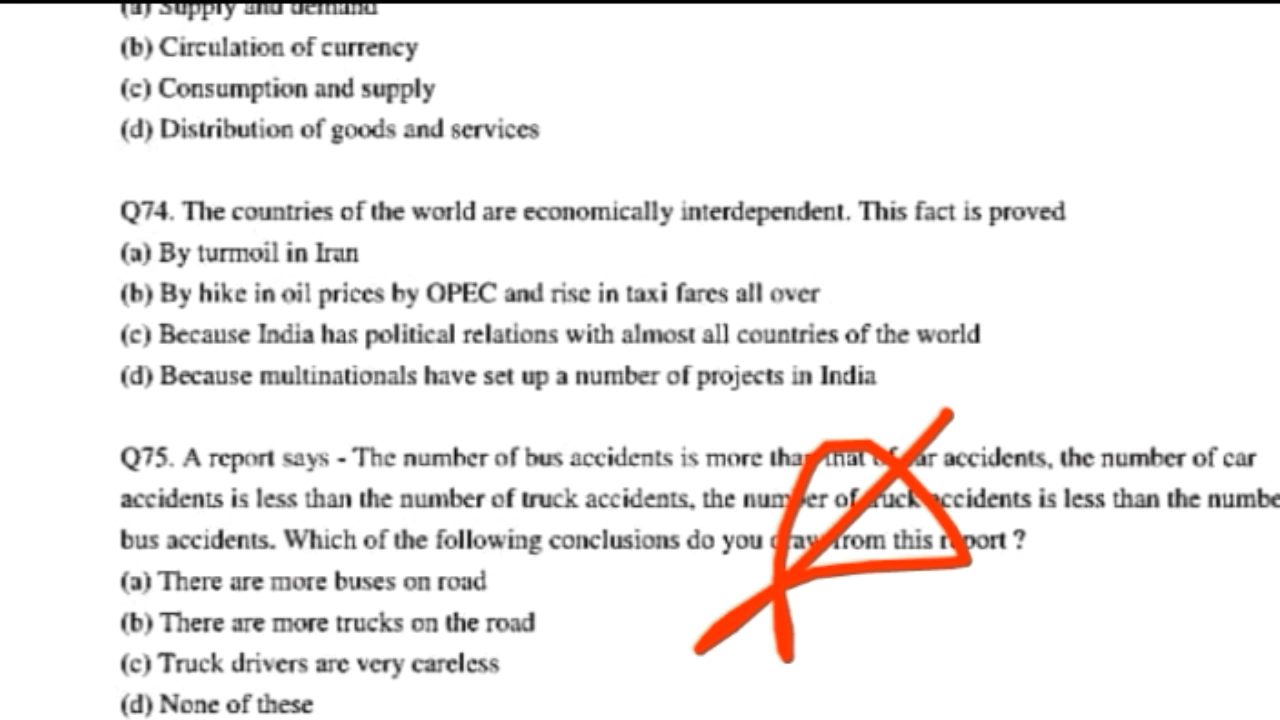 (a) Supply and demand
(b) Circulation of currency
(c) Consumption and supply
(d) Distribution of goods and services
Q74. The countries of the world are economically interdependent. This fact is proved
(a) By turmoil in Iran
(b) By hike in oil prices by OPEC and rise in taxi fares all over
(c) Because India has political relations with almost all countries of the world
(d) Because multinationals have set up a number of projects in India
Q75. A report says - The number of bus accidents is more than that of car accidents, the number of car
accidents is less than the number of truck accidents, the number of truck accidents is less than the numbe
bus accidents. Which of the following conclusions do you draw from this report ?
(a) There are more buses on road
(b) There are more trucks on the road
(c) Truck drivers are very careless
(d) None of these